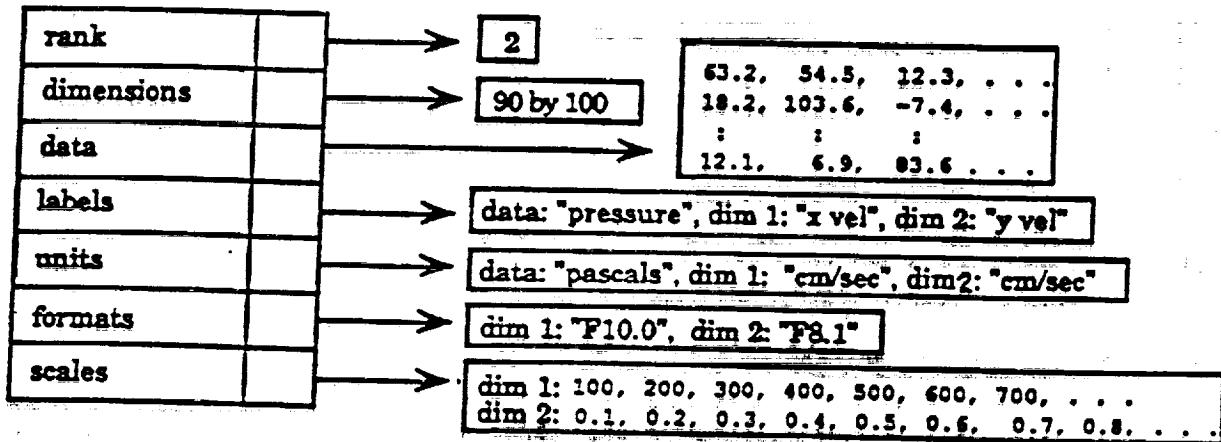 rank
2
dimensions
90 by 100
63.2, 54.5, 12.3, . . .
18.2, 103.6, -7.4, . . .
: : :
12.1, 6.9, 83.6 . . .
data
labels
data: "pressure", dim 1: "x vel", dim 2: "y vel"
units
data: "pascals", dim 1: "cm/sec", dim2: "cm/sec"
formats
dim 1: "F10.0", dim 2: "F8.1"
scales
dim 1: 100, 200, 300, 400, 500, 600, 700, . . .
dim 2: 0.1, 0.2, 0.3, 0.4, 0.5, 0.6, 0.7, 0.8, . . .